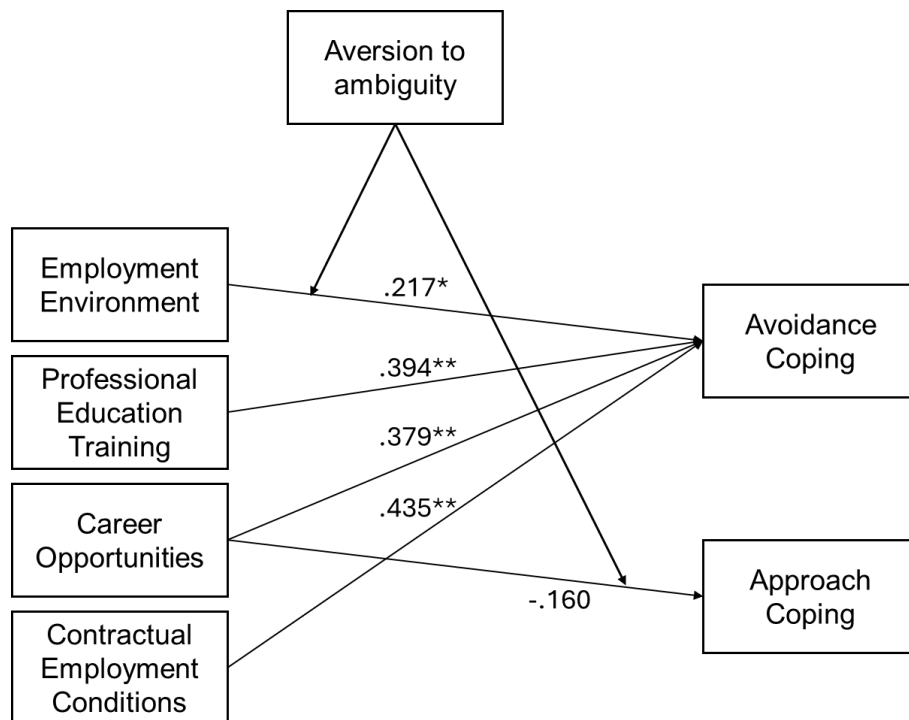 Aversion to
ambiguity
Employment
Environment
.217*
Avoidance
Coping
Professional
Education
Training
.394**
.379**
Career
Opportunities
.435**
-.160
Approach
Coping
Contractual
Employment
Conditions